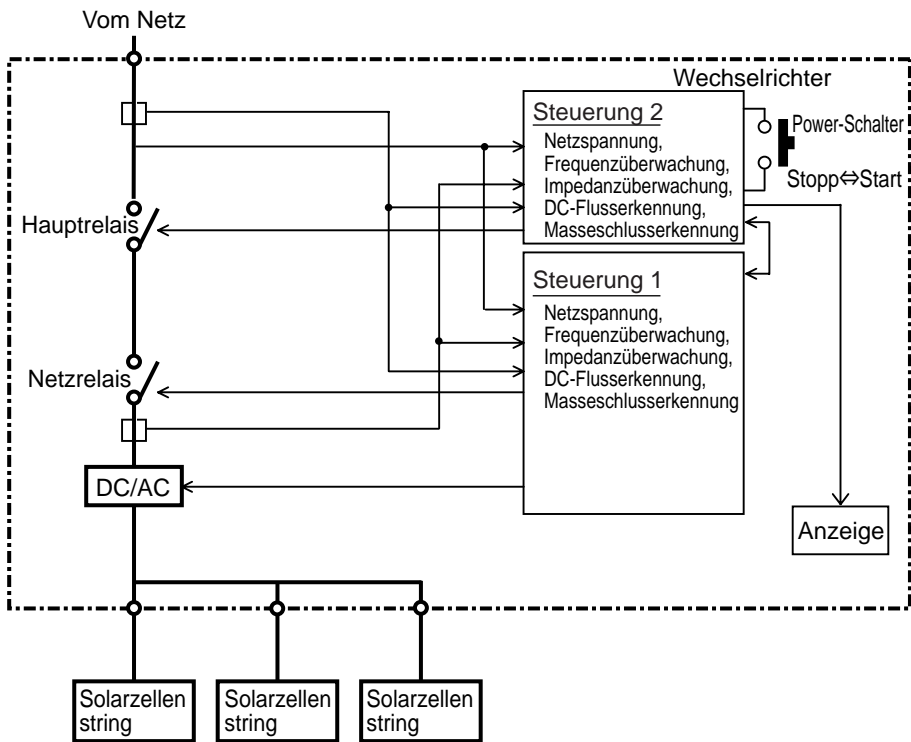 Vom Netz
Wechselrichter
Steuerung 2
Netzspannung,
Frequenzüberwachung,
Impedanzüberwachung,
DC-Flusserkennung,
Masseschlusserkennung
Power-Schalter
Stopp⇔Start
Hauptrelais
Steuerung 1
Netzspannung,
Frequenzüberwachung,
Impedanzüberwachung,
DC-Flusserkennung,
Masseschlusserkennung
Netzrelais
DC/AC
Anzeige
Solarzellen
string
Solarzellen
string
Solarzellen
string